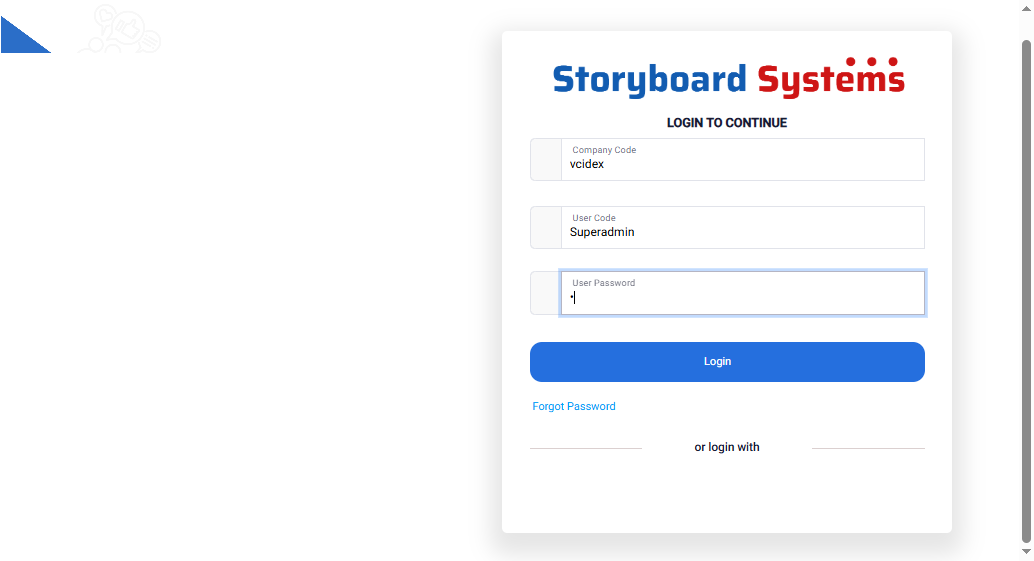 Storyboard Systems
LOGIN TO CONTINUE
Company Code
vcidex
User Code
Superadmin
User Password
•
Login
Forgot Password
or login with